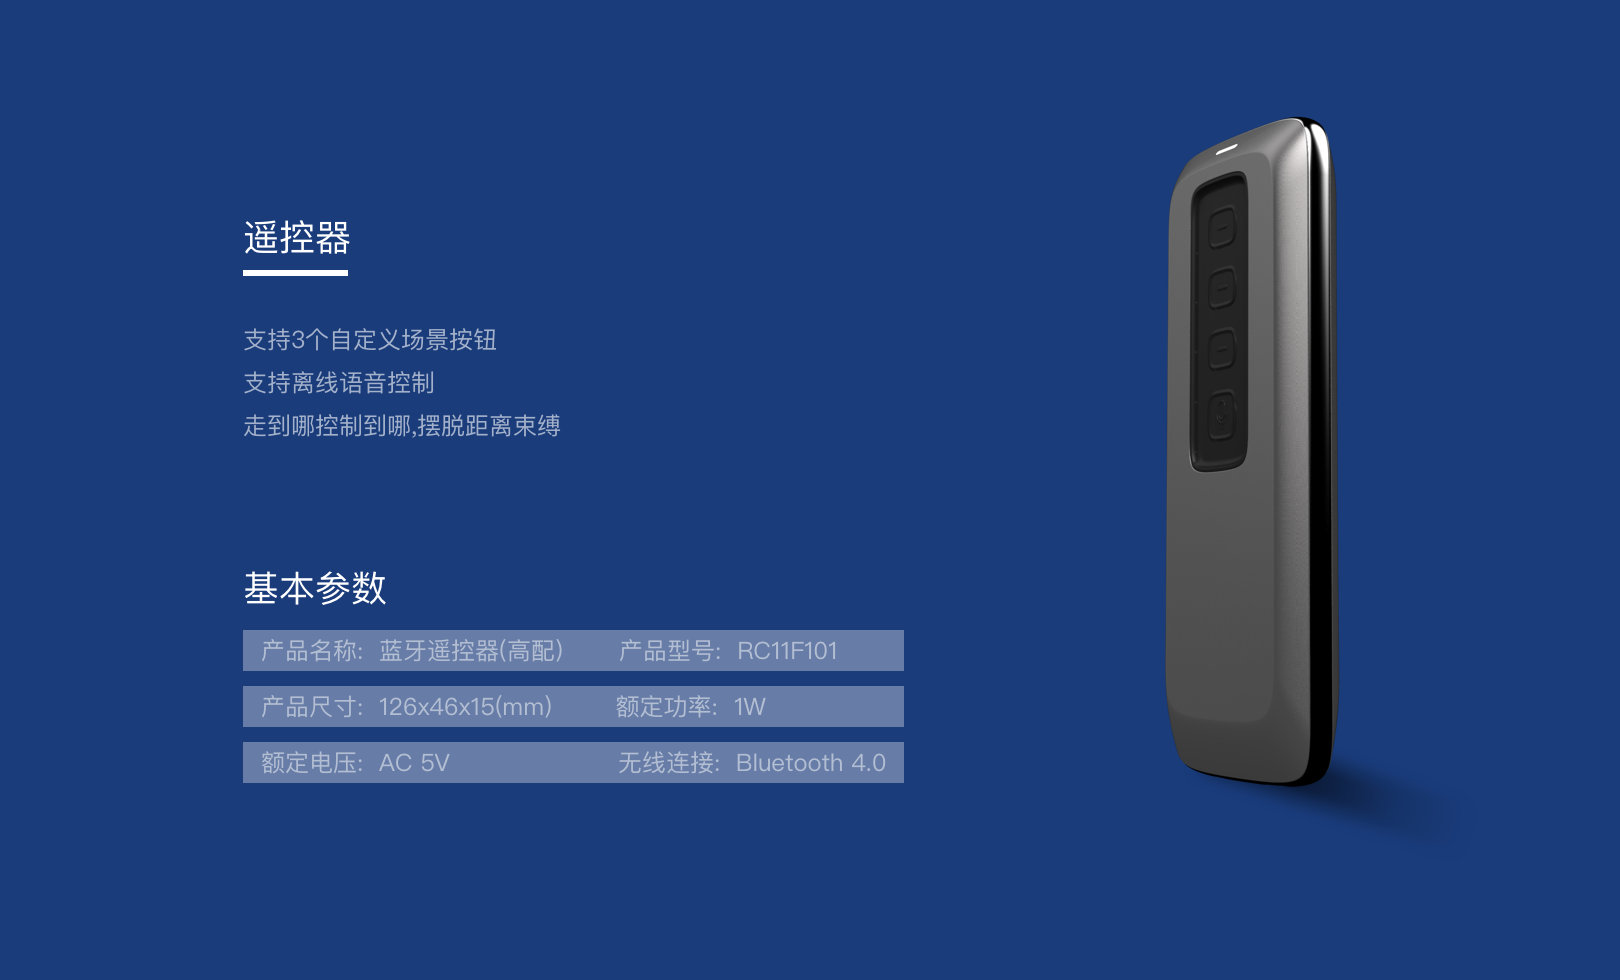 遥控器
支持3个自定义场景按钮
支持离线语音控制
走到哪控制到哪,摆脱距离束缚
基本参数
产品名称: 蓝牙遥控器(高配) 产品型号: RC11F101
产品尺寸: 126x46x15(mm) 额定功率: 1W
额定电压: AC 5V 无线连接: Bluetooth 4.0